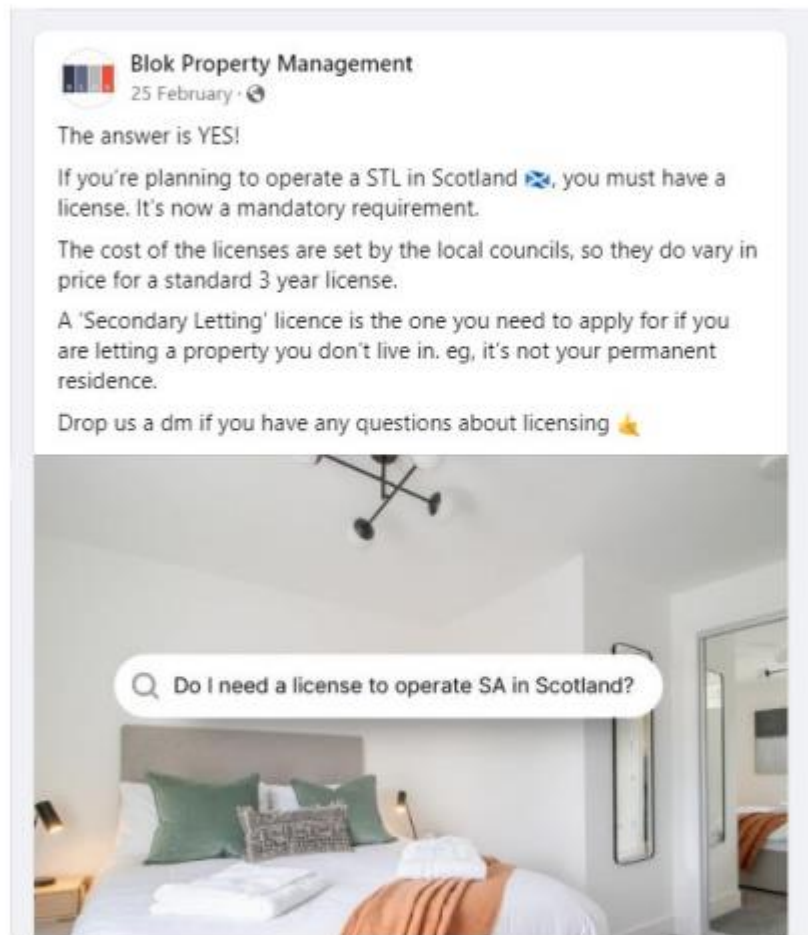 Blok Property Management
25 February ·
The answer is YES!
If you're planning to operate a STL in Scotland 🏴󠁧󠁢󠁳󠁣󠁴󠁿, you must have a
license. It's now a mandatory requirement.
The cost of the licenses are set by the local councils, so they do vary in
price for a standard 3 year license.
A 'Secondary Letting' licence is the one you need to apply for if you
are letting a property you don't live in. eg, it's not your permanent
residence.
Drop us a dm if you have any questions about licensing 🤙
Do I need a license to operate SA in Scotland?